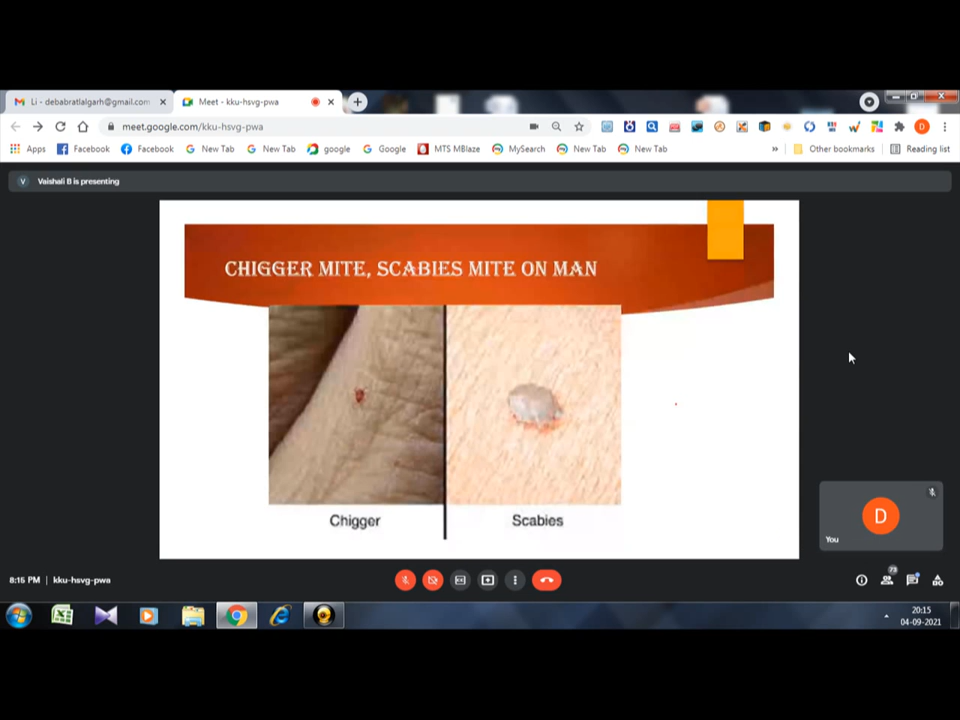 Li - debabratlalgarh@gmail.com
Meet - kku-hsvg-pwa
meet.google.com/kku-hsvg-pwa
D
Apps
Facebook
Facebook
New Tab
New Tab
google
Google
MTS MBlaze
MySearch
New Tab
New Tab
»
Other bookmarks
Reading list
V
Vaishali B is presenting
CHIGGER MITE, SCABIES MITE ON MAN
Chigger
Scabies
D
You
8:15 PM | kku-hsvg-pwa
73
20:15
04-09-2021